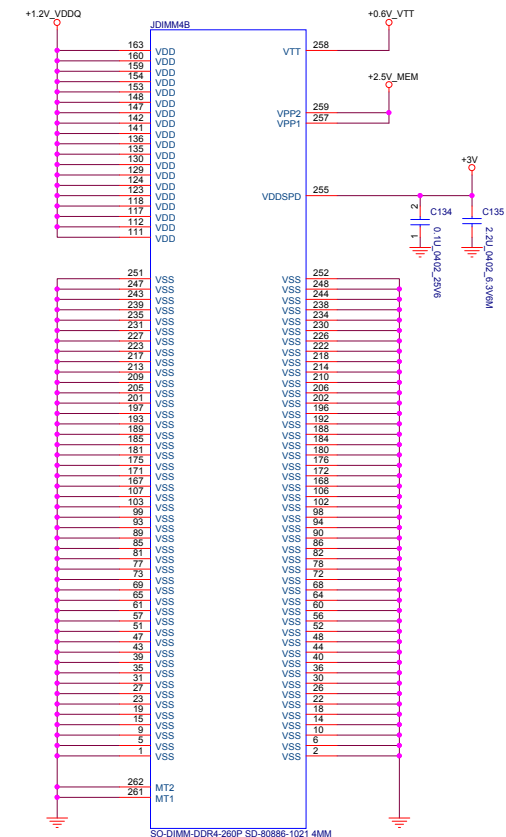 +1.2V_VDDQ
+0.6V_VTT
JDIMM4B
163 VDD VTT 258
160 VDD
159 VDD
+2.5V_MEM
154 VDD
153 VDD
148 VDD
147 VDD VPP2 259
142 VDD VPP1 257
141 VDD
136 VDD
135 VDD
130 VDD
+3V
129 VDD
124 VDD
123 VDD VDDSPD 255
118 VDD
117 VDD
112 VDD
111 VDD
2 C134 C135
1 0.1U_0402_25V6 2.2U_0402_6.3V6M
251 VSS VSS 252
247 VSS VSS 248
243 VSS VSS 244
239 VSS VSS 238
235 VSS VSS 234
231 VSS VSS 230
227 VSS VSS 226
223 VSS VSS 222
217 VSS VSS 218
213 VSS VSS 214
209 VSS VSS 210
205 VSS VSS 206
201 VSS VSS 202
197 VSS VSS 196
193 VSS VSS 192
189 VSS VSS 188
185 VSS VSS 184
181 VSS VSS 180
175 VSS VSS 176
171 VSS VSS 172
167 VSS VSS 168
107 VSS VSS 106
103 VSS VSS 102
99 VSS VSS 98
93 VSS VSS 94
89 VSS VSS 90
85 VSS VSS 86
81 VSS VSS 82
77 VSS VSS 78
73 VSS VSS 72
69 VSS VSS 68
65 VSS VSS 64
61 VSS VSS 60
57 VSS VSS 56
51 VSS VSS 52
47 VSS VSS 48
43 VSS VSS 44
39 VSS VSS 40
35 VSS VSS 36
31 VSS VSS 30
27 VSS VSS 26
23 VSS VSS 22
19 VSS VSS 18
15 VSS VSS 14
9 VSS VSS 10
5 VSS VSS 6
1 VSS VSS 2
262 MT2
261 MT1
SO-DIMM-DDR4-260P SD-80886-1021 4MM